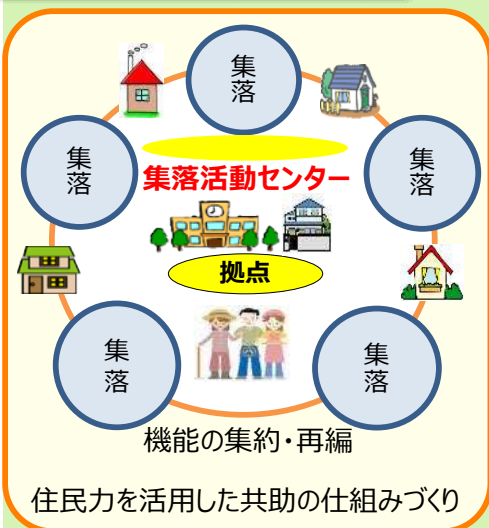 集落
集落
集落
集落活動センター
拠点
集落
集落
機能の集約・再編
住民力を活用した共助の仕組みづくり